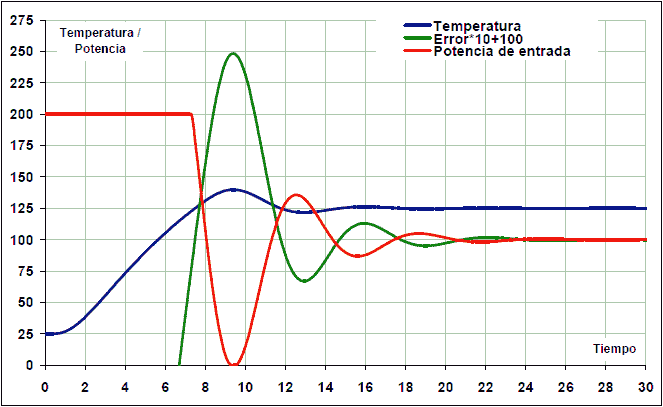 Temperatura /
Potencia
Temperatura
Error*10+100
Potencia de entrada
275
250
225
200
175
150
125
100
75
50
25
0
Tiempo
0 2 4 6 8 10 12 14 16 18 20 22 24 26 28 30